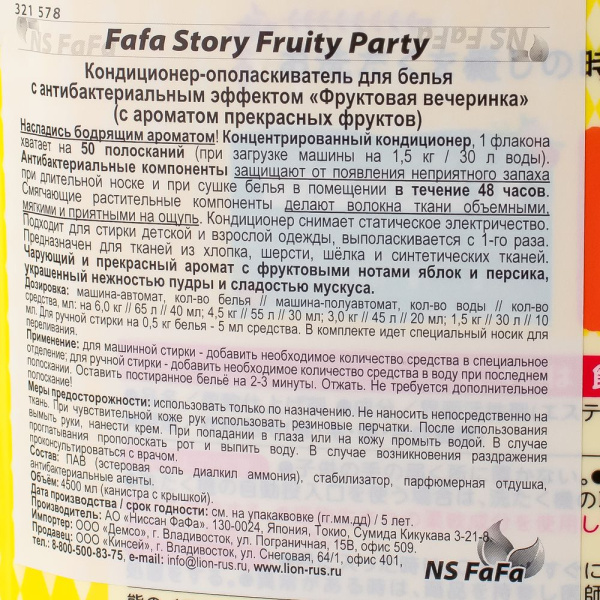 321 578
NS FaFa
NS FaFa
Fafa Story Fruity Party
Кондиционер-ополаскиватель для белья
с антибактериальным эффектом «Фруктовая вечеринка»
(с ароматом прекрасных фруктов)
Насладись бодрящим ароматом! Концентрированный кондиционер, 1 флакона
хватает на 50 полосканий (при загрузке машины на 1,5 кг / 30 л воды).
Антибактериальные компоненты защищают от появления неприятного запаха
при длительной носке и при сушке белья в помещении в течение 48 часов.
Смягчающие растительные компоненты делают волокна ткани объемными,
мягкими и приятными на ощупь. Кондиционер снимает статическое электричество.
Подходит для стирки детской и взрослой одежды, выполаскивается с 1-го раза.
Предназначен для тканей из хлопка, шерсти, шёлка и синтетических тканей.
Чарующий и прекрасный аромат с фруктовыми нотами яблок и персика,
украшенный нежностью пудры и сладостью мускуса.
Дозировка: машина-автомат, кол-во белья // машина-полуавтомат, кол-во воды // кол-во
средства, мл: на 6,0 кг // 65 л // 40 мл; 4,5 кг // 55 л // 30 мл; 3,0 кг // 45 л // 20 мл; 1,5 кг // 30 л // 10
мл. Для ручной стирки на 0,5 кг белья - 5 мл средства. В комплекте идет специальный носик для
переливания.
Применение: для машинной стирки - добавить необходимое количество средства в специальное
отделение; для ручной стирки - добавить необходимое количество средства в воду при последнем
полоскании. Оставить постиранное бельё на 2-3 минуты. Отжать. Не требуется дополнительное
полоскание!
Меры предосторожности: использовать только по назначению. Не наносить непосредственно на
ткань. При чувствительной коже рук использовать резиновые перчатки. После использования
вымыть руки, нанести крем. При попадании в глаза или на кожу промыть водой. В случае
проглатывания прополоскать рот и выпить воду. В случае возникновения раздражения
проконсультироваться с врачом.
Состав: ПАВ (эстеровая соль диалкил аммония), стабилизатор, парфюмерная отдушка,
антибактериальные агенты.
Объём: 4500 мл (канистра с крышкой).
Дата производства / срок годности: см. на упаковке (гг.мм.дд) / 5 лет.
Производитель: АО «Ниссан ФаФа». 130-0024, Япония, Токио, Сумида Кикукава 3-21-8
Импортер: ООО «Демсо», г. Владивосток, ул. Пограничная, 15В, офис 509.
Продавец: ООО «Кинсей», г. Владивосток, ул. Снеговая, 64/1, офис 401,
тел.: 8-800-500-83-75, e-mail: info@lion-rus.ru, www.lion-rus.ru
NS FaFa